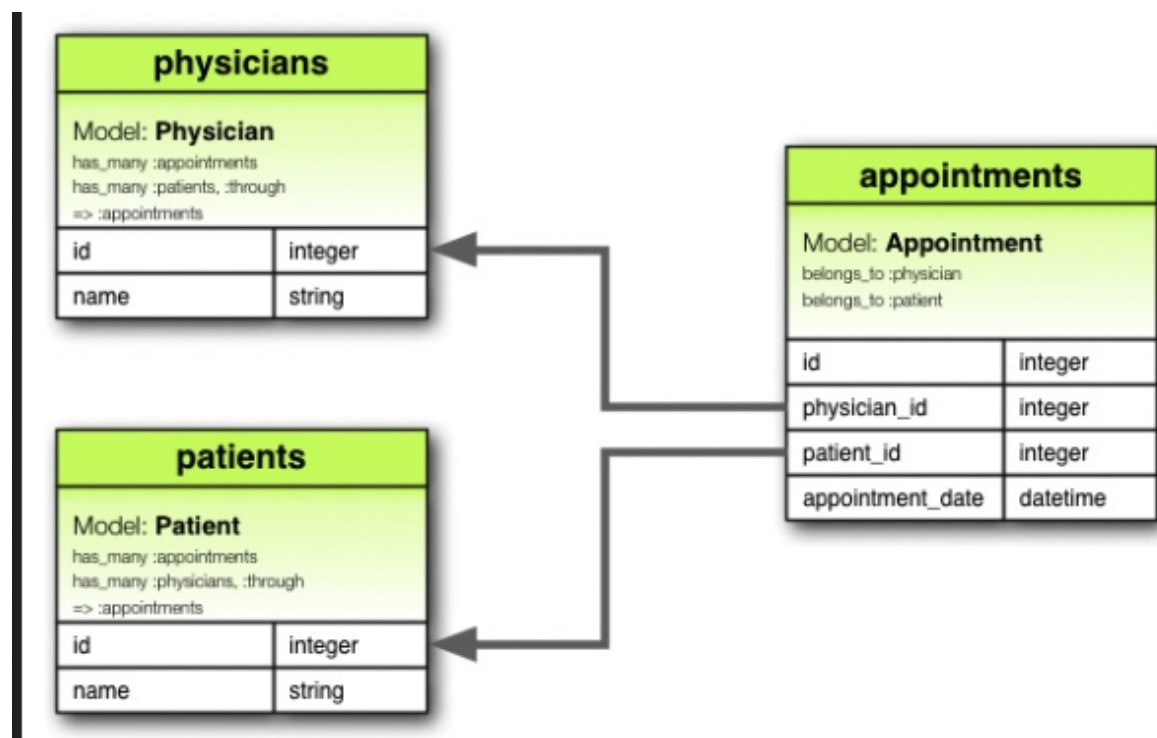 physicians
Model: Physician
has_many :appointments
has_many :patients, :through
=> :appointments
id integer
name string
appointments
Model: Appointment
belongs_to :physician
belongs_to :patient
id integer
physician_id integer
patient_id integer
appointment_date datetime
patients
Model: Patient
has_many :appointments
has_many :physicians, :through
=> :appointments
id integer
name string